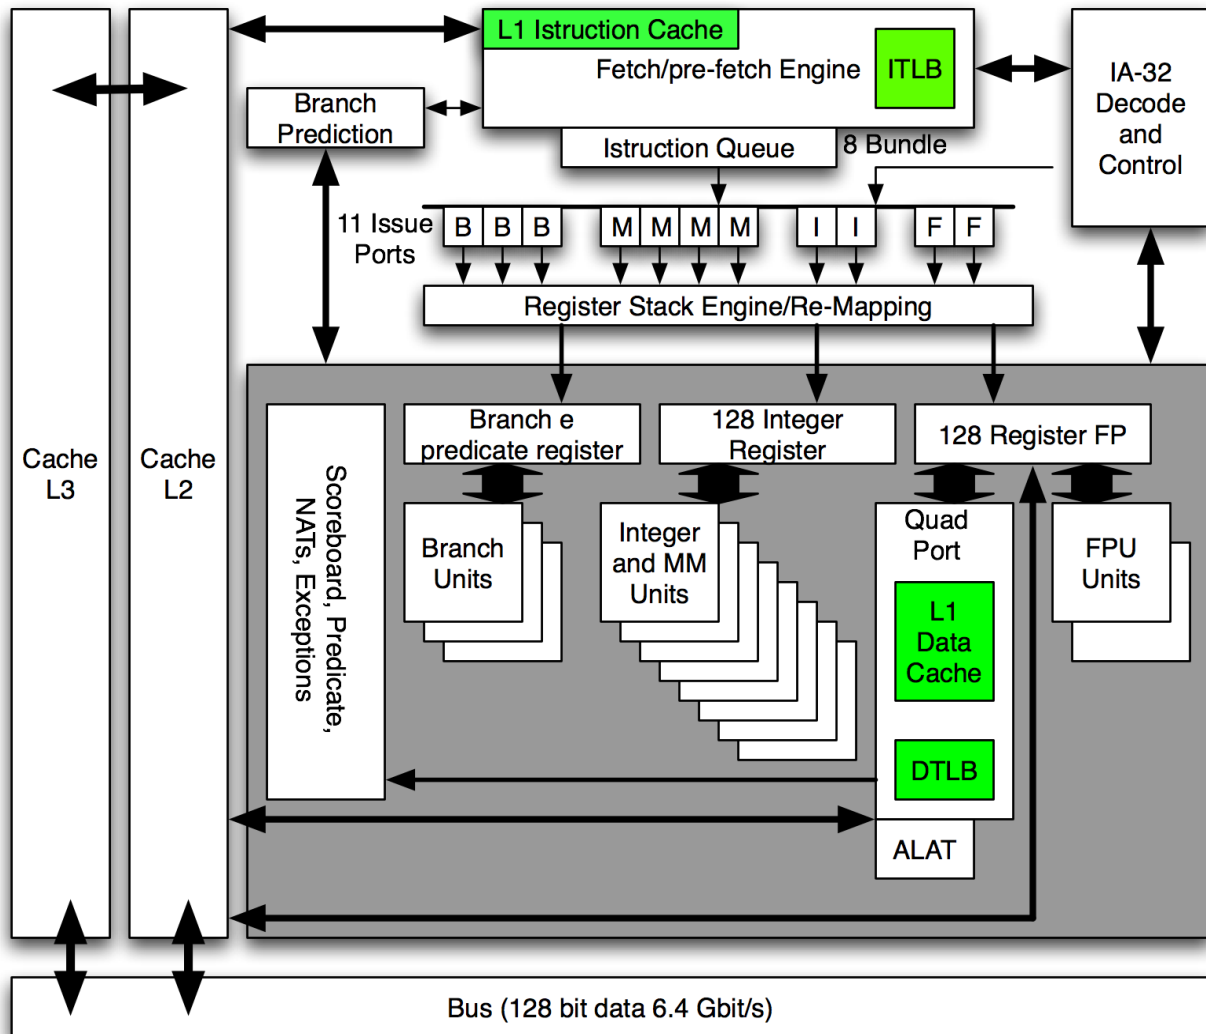 L1 Istruction Cache
Fetch/pre-fetch Engine
ITLB
IA-32
Decode
and
Control
Branch
Prediction
Istruction Queue
8 Bundle
11 Issue
Ports
B B B M M M M I I F F
Register Stack Engine/Re-Mapping
Cache
L3
Cache
L2
Scoreboard, Predicate,
NATs, Exceptions
Branch e
predicate register
128 Integer
Register
128 Register FP
Branch
Units
Integer
and MM
Units
Quad
Port
L1
Data
Cache
DTLB
ALAT
FPU
Units
Bus (128 bit data 6.4 Gbit/s)